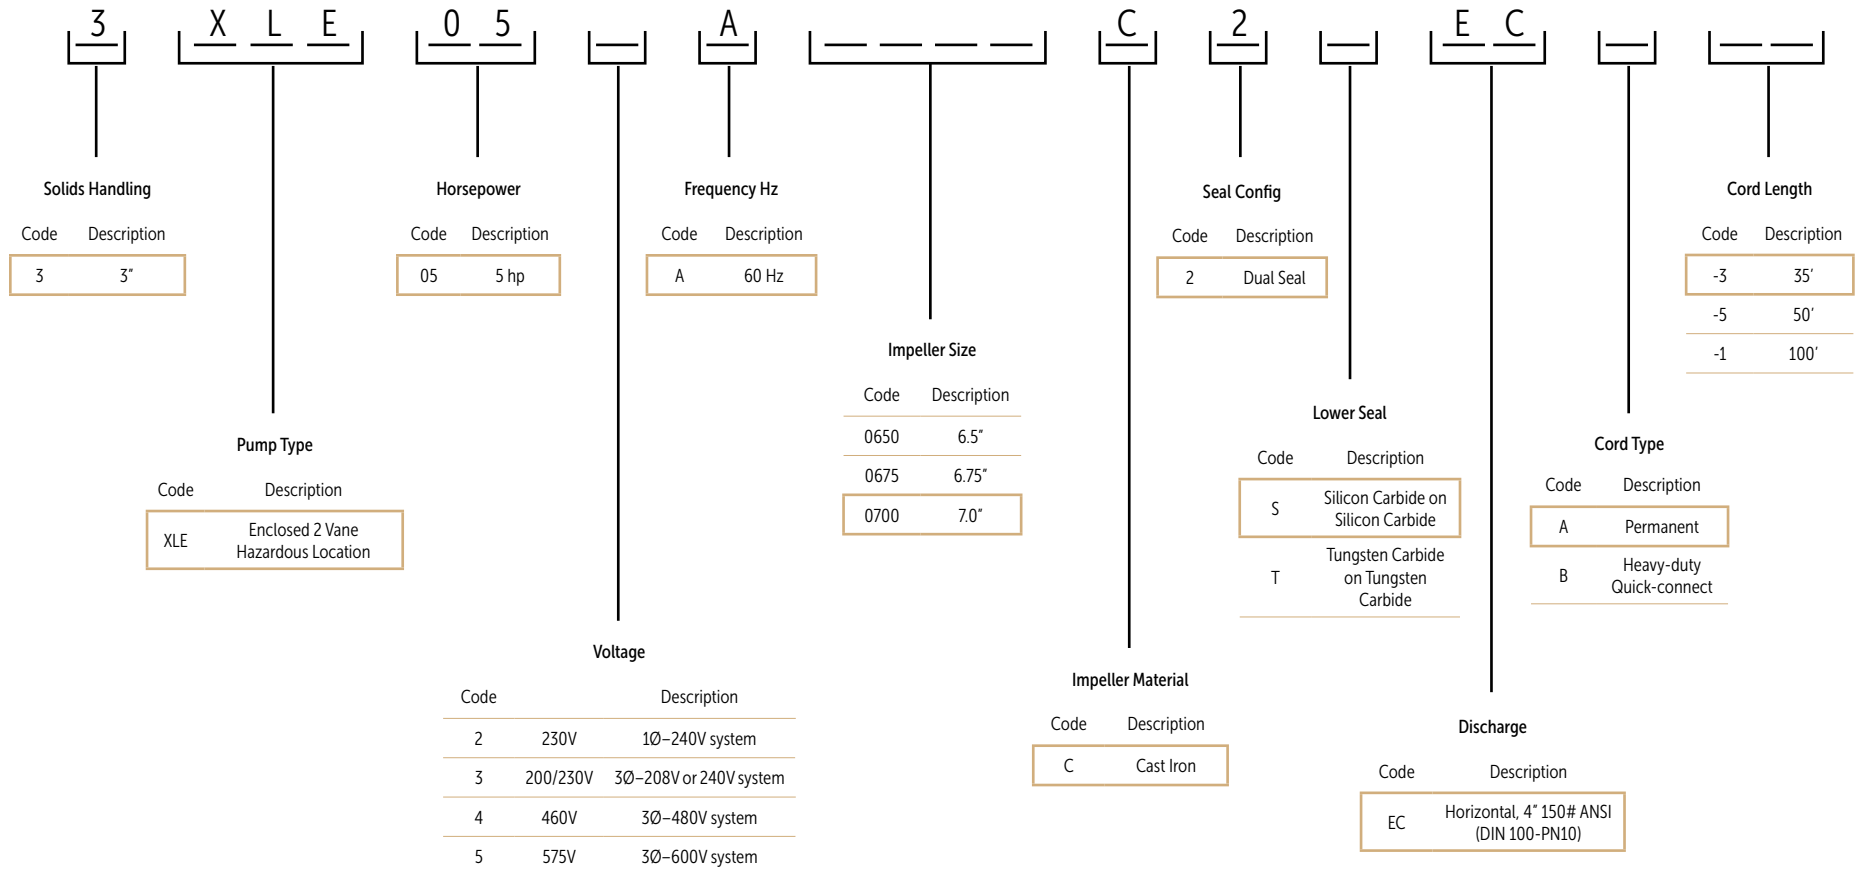 3 X L E 0 5 A C 2 E C
Solids Handling
Code Description
3 3″
Pump Type
Code Description
XLE Enclosed 2 Vane
Hazardous Location
Horsepower
Code Description
05 5 hp
Voltage
Code Description
2 230V 1Ø–240V system
3 200/230V 3Ø–208V or 240V system
4 460V 3Ø–480V system
5 575V 3Ø–600V system
Frequency Hz
Code Description
A 60 Hz
Impeller Size
Code Description
0650 6.5″
0675 6.75″
0700 7.0″
Impeller Material
Code Description
C Cast Iron
Seal Config
Code Description
2 Dual Seal
Lower Seal
Code Description
S Silicon Carbide on
Silicon Carbide
T Tungsten Carbide
on Tungsten
Carbide
Discharge
Code Description
EC Horizontal, 4″ 150# ANSI
(DIN 100-PN10)
Cord Type
Code Description
A Permanent
B Heavy-duty
Quick-connect
Cord Length
Code Description
-3 35′
-5 50′
-1 100′